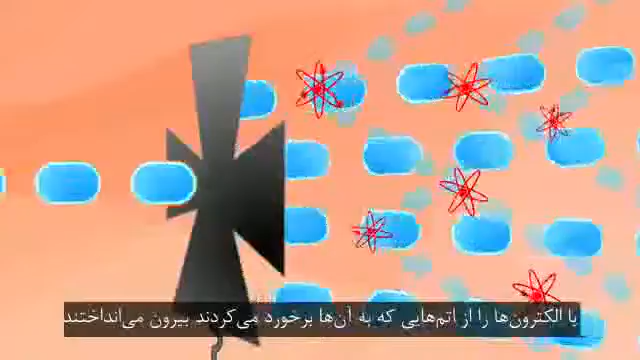 یا الکترون‌ها را از اتم‌هایی که به آن‌ها برخورد می‌کردند بیرون می‌انداختند